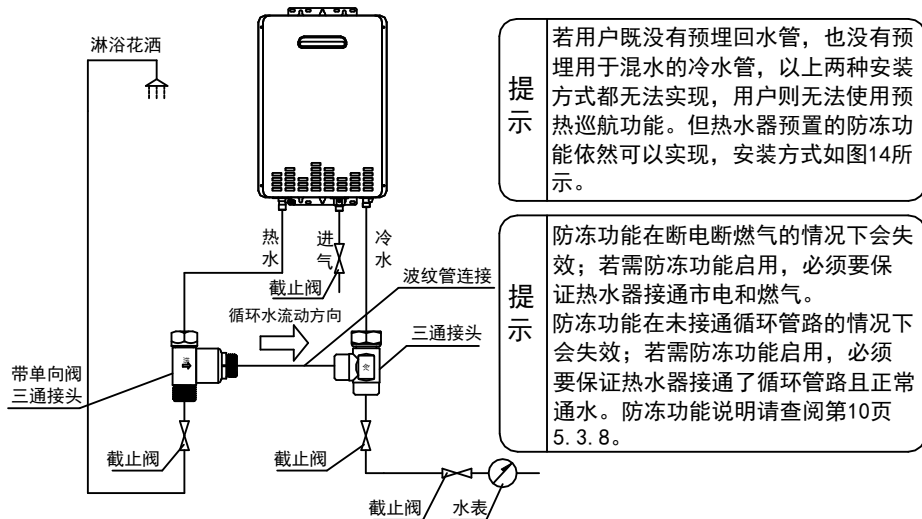 淋浴花洒
热水
进气
冷水
截止阀
波纹管连接
循环水流动方向
三通接头
带单向阀
三通接头
截止阀
截止阀
截止阀
水表
提示
若用户既没有预埋回水管，也没有预
埋用于混水的冷水管，以上两种安装
方式都无法实现，用户则无法使用预
热巡航功能。但热水器预置的防冻功
能依然可以实现，安装方式如图14所
示。
提示
防冻功能在断电断燃气的情况下会失
效；若需防冻功能启用，必须要保
证热水器接通市电和燃气。
防冻功能在未接通循环管路的情况下
会失效；若需防冻功能启用，必须
要保证热水器接通了循环管路且正常
通水。防冻功能说明请查阅第10页
5.3.8。